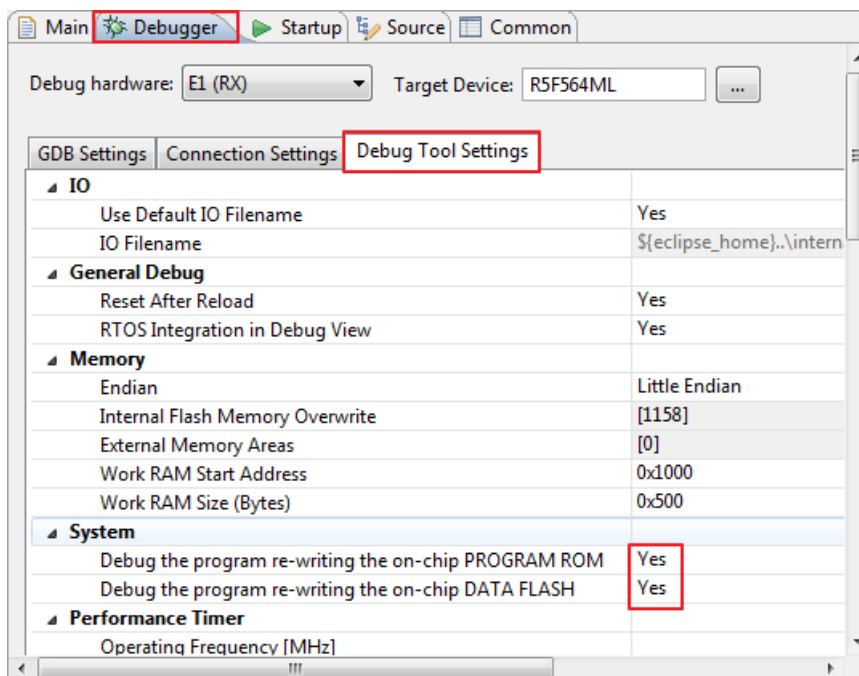 Main Debugger Startup Source Common
Debug hardware: E1 (RX) Target Device: R5F564ML ...
GDB Settings Connection Settings Debug Tool Settings
IO
Use Default IO Filename Yes
IO Filename ${eclipse_home}..\intern
General Debug
Reset After Reload Yes
RTOS Integration in Debug View Yes
Memory
Endian Little Endian
Internal Flash Memory Overwrite [1158]
External Memory Areas [0]
Work RAM Start Address 0x1000
Work RAM Size (Bytes) 0x500
System
Debug the program re-writing the on-chip PROGRAM ROM Yes
Debug the program re-writing the on-chip DATA FLASH Yes
Performance Timer
Operating Frequency [MHz]